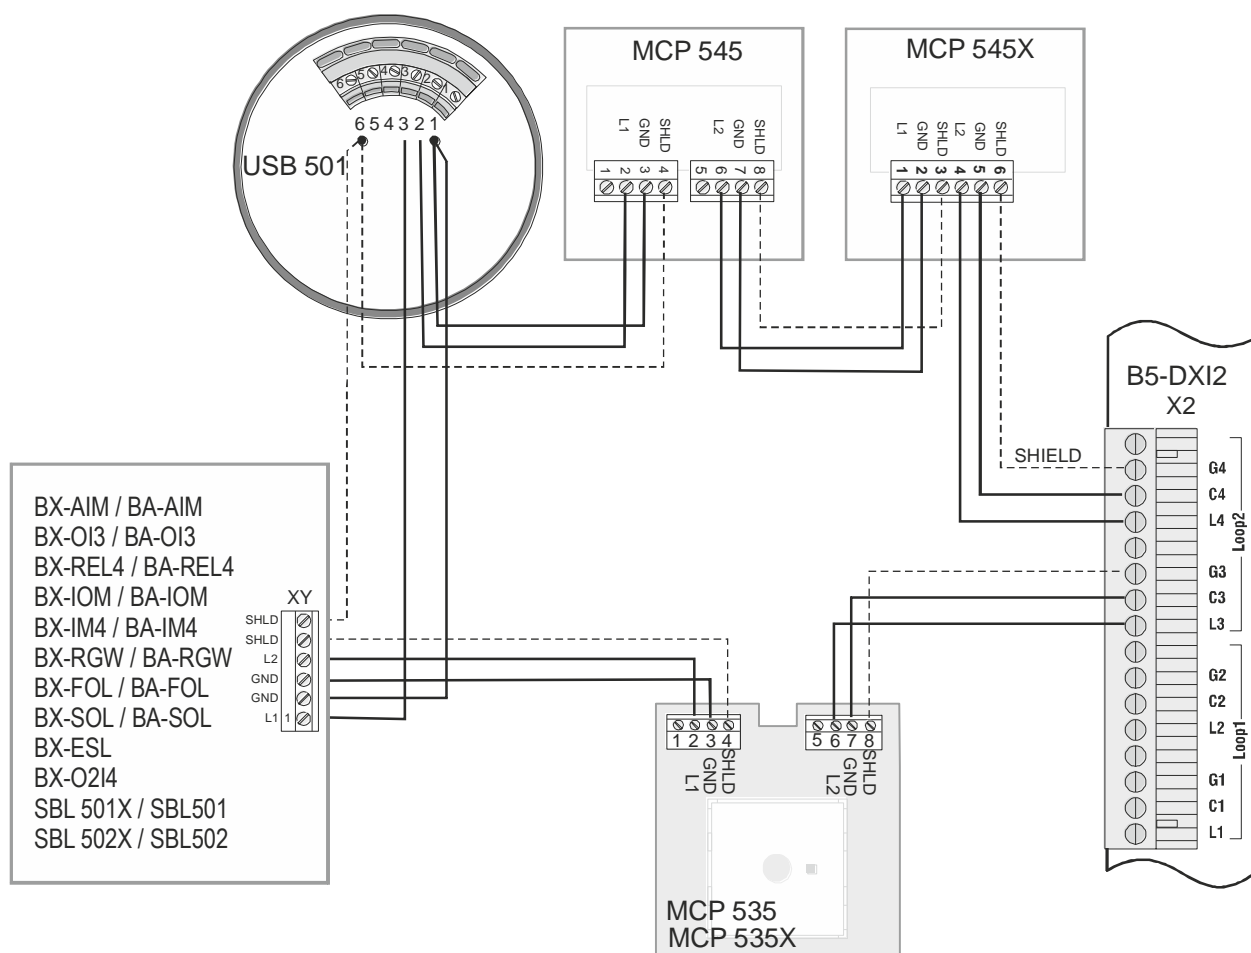 MCP 545
MCP 545X
6 5 4 3 2 1
6 5 4 3 2 1
USB 501
L1 GND SHLD
L2 GND SHLD
1 2 3 4
5 6 7 8
L1 GND SHLD L2 GND SHLD
1 2 3 4 5 6
B5-DXI2
X2
SHIELD
G4
C4
L4
Loop2
G3
C3
L3
G2
C2
L2
Loop1
G1
C1
L1
BX-AIM / BA-AIM
BX-OI3 / BA-OI3
BX-REL4 / BA-REL4
BX-IOM / BA-IOM
BX-IM4 / BA-IM4
BX-RGW / BA-RGW
BX-FOL / BA-FOL
BX-SOL / BA-SOL
BX-ESL
BX-O2I4
SBL 501X / SBL501
SBL 502X / SBL502
XY
SHLD
SHLD
L2
GND
GND
L1 1
1 2 3 4
L1 GND SHLD
5 6 7 8
L2 GND SHLD
MCP 535
MCP 535X